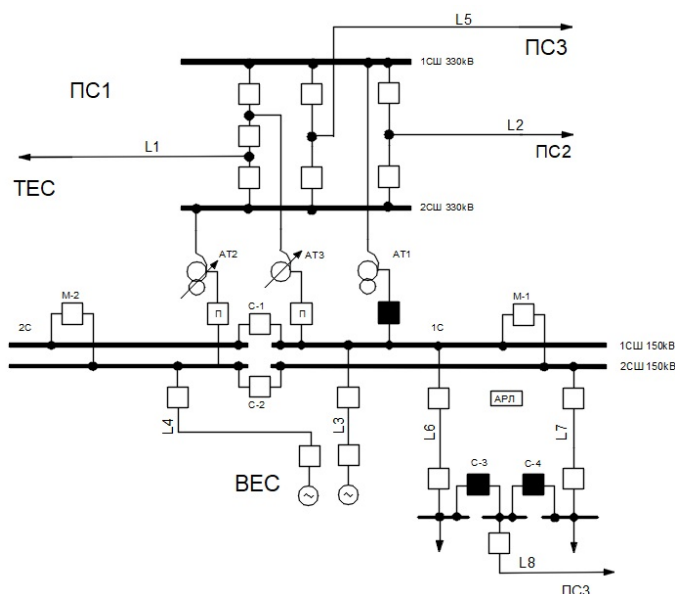 L5
ПС3
1СШ 330кВ
ПС1
L1
L2
ТЕС
ПС2
2СШ 330кВ
АТ2
АТ3
АТ1
М-2
П
С-1
П
М-1
2С
1С
1СШ 150кВ
2СШ 150кВ
С-2
АРЛ
L4
L3
L6
L7
С-3
С-4
ВЕС
L8
ПС3